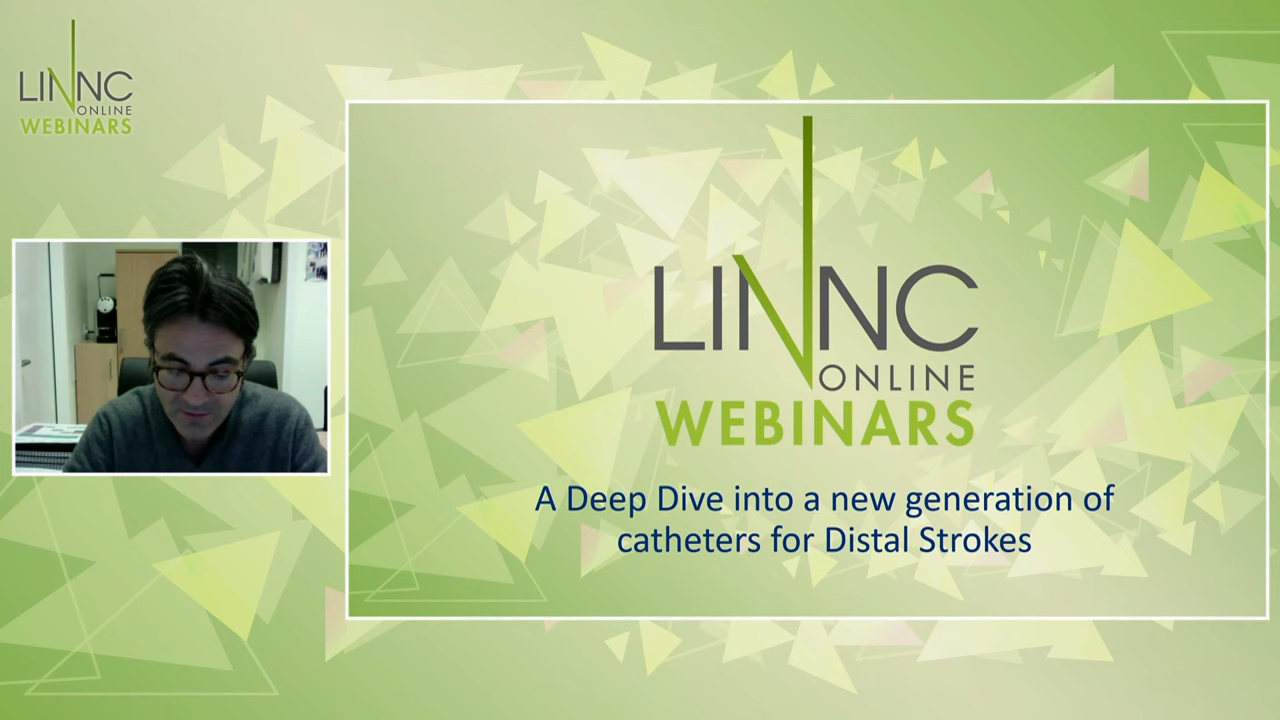 LINNC
ONLINE
WEBINARS
LINNC
ONLINE
WEBINARS
A Deep Dive into a new generation of
catheters for Distal Strokes